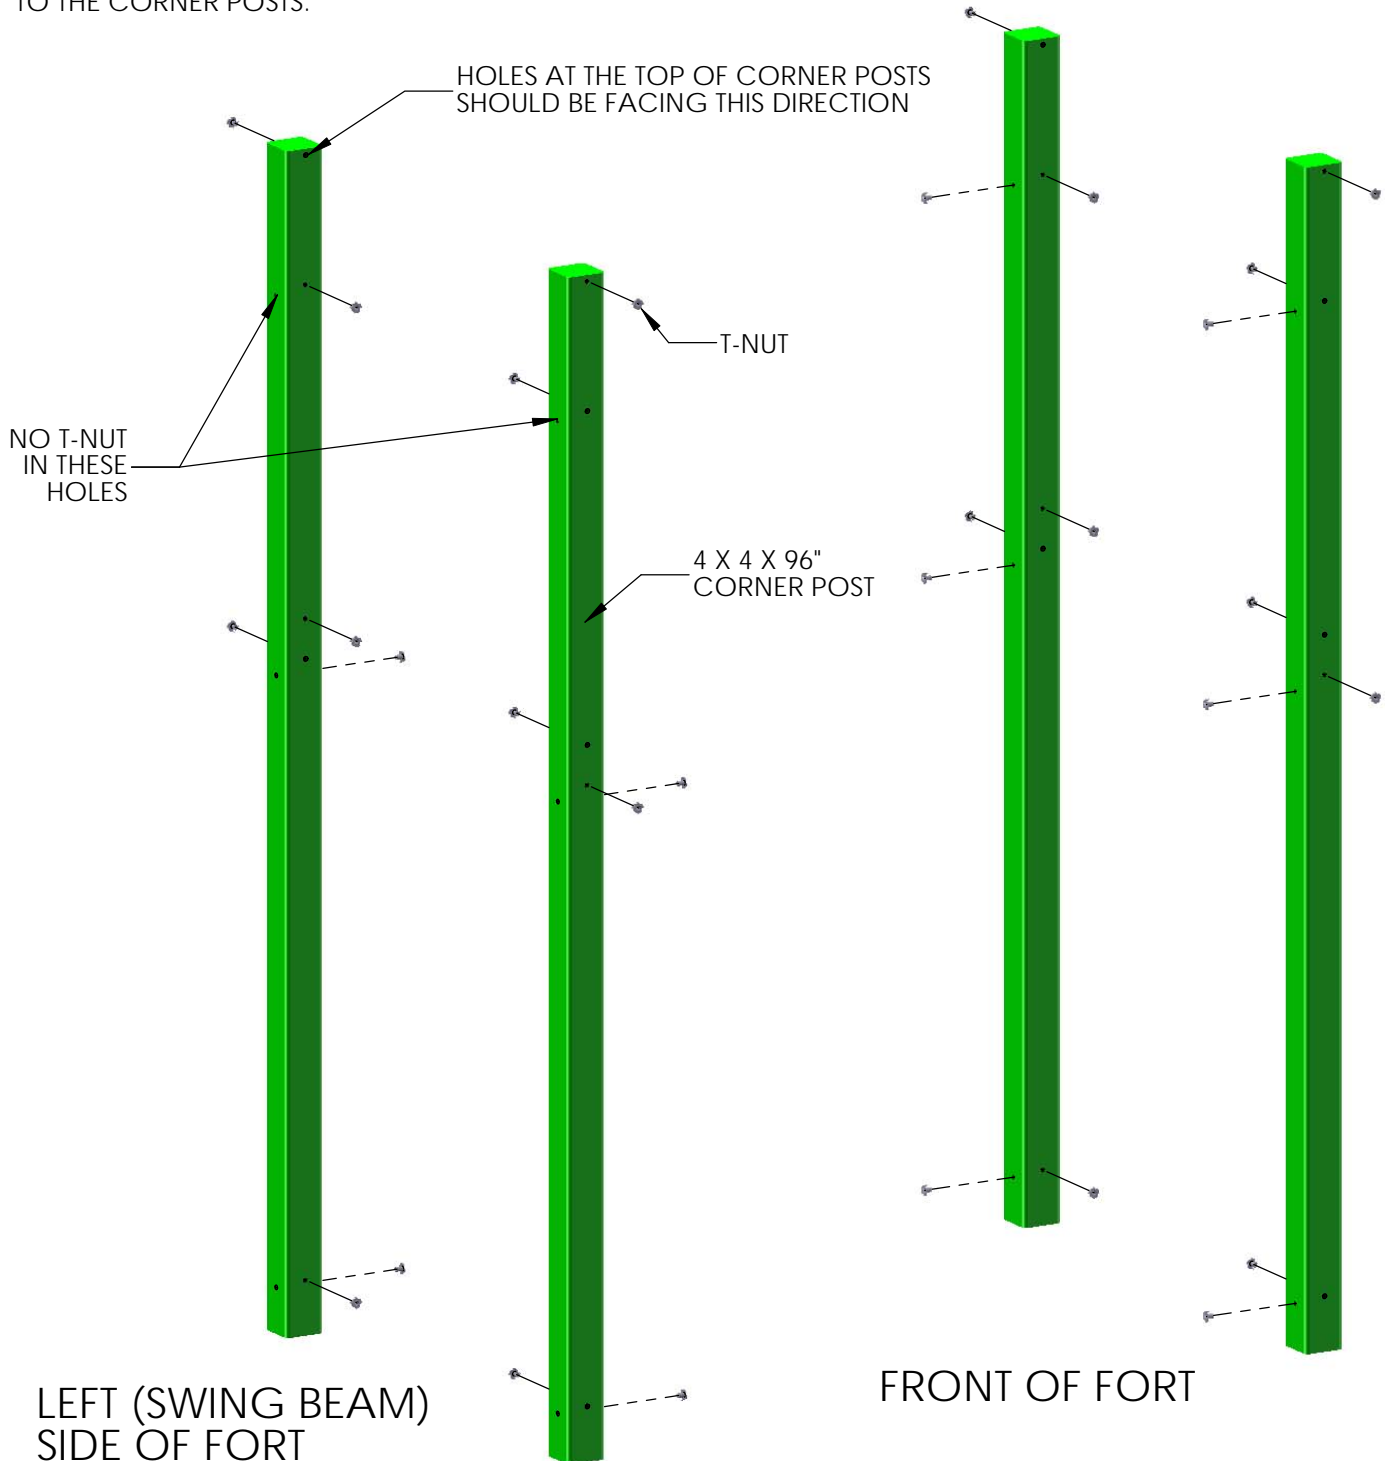 TO THE CORNER POSTS.
HOLES AT THE TOP OF CORNER POSTS
SHOULD BE FACING THIS DIRECTION
T-NUT
NO T-NUT
IN THESE
HOLES
4 X 4 X 96"
CORNER POST
FRONT OF FORT
LEFT (SWING BEAM)
SIDE OF FORT